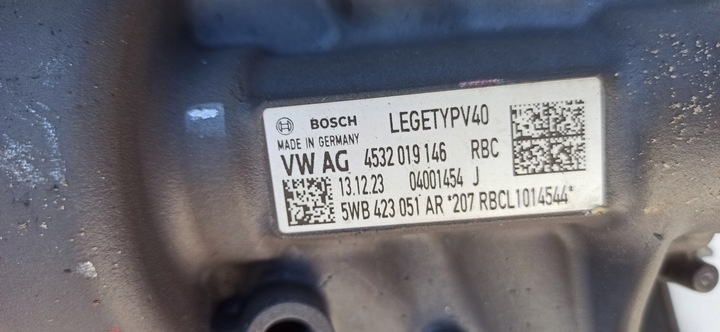 BOSCH LEGETYPV40
MADE IN GERMANY
VW AG 4532 019 146 RBC
13.12.23 04001454 J
5WB 423 051 AR *207 RBCL1014544*